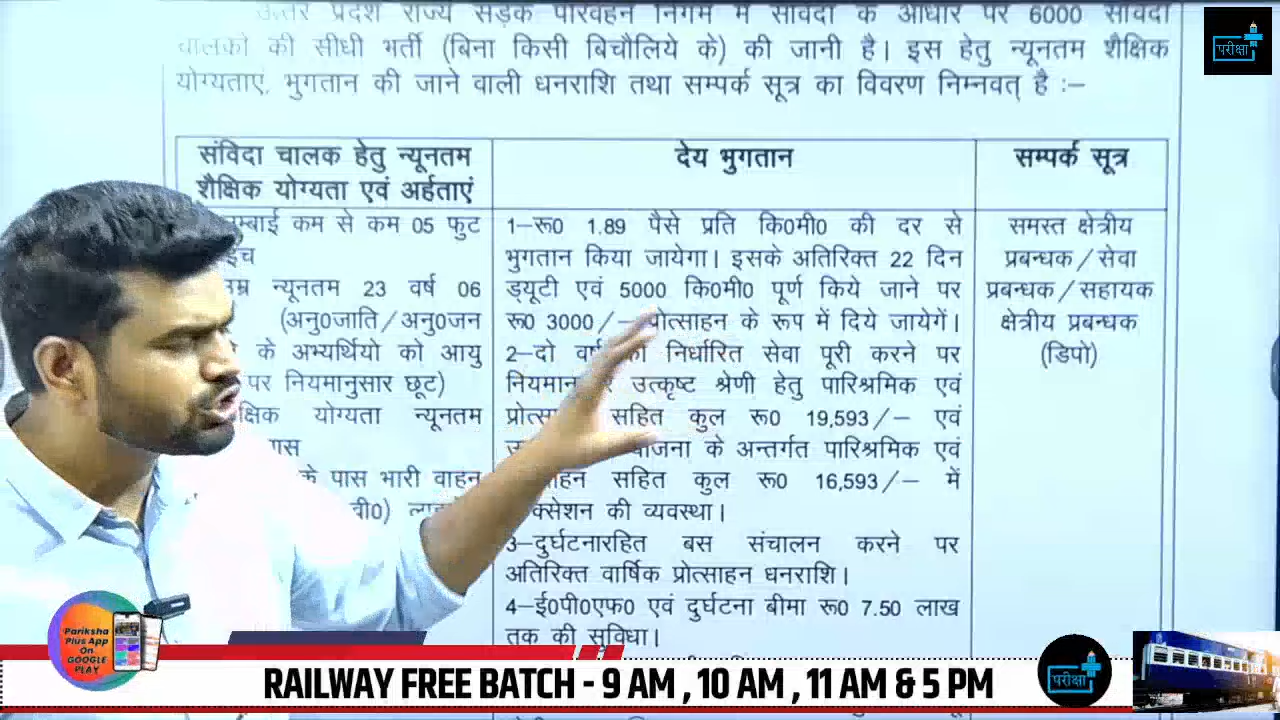 उत्तर प्रदेश राज्य सड़क परिवहन निगम में संविदा के आधार पर 6000 संविदा
चालकों की सीधी भर्ती (बिना किसी बिचौलिये के) की जानी है। इस हेतु न्यूनतम शैक्षिक
योग्यताएं, भुगतान की जाने वाली धनराशि तथा सम्पर्क सूत्र का विवरण निम्नवत् है :–
संविदा चालक हेतु न्यूनतम
शैक्षिक योग्यता एवं अर्हताएं
म्बाई कम से कम 05 फुट
इंच
उम्र न्यूनतम 23 वर्ष 06
(अनु0जाति/अनु0जन
के अभ्यर्थियो को आयु
पर नियमानुसार छूट)
क्षिक योग्यता न्यूनतम
के पास भारी वाहन
देय भुगतान
1–रू0 1.89 पैसे प्रति कि0मी0 की दर से
भुगतान किया जायेगा। इसके अतिरिक्त 22 दिन
ड्यूटी एवं 5000 कि0मी0 पूर्ण किये जाने पर
रू0 3000/– प्रोत्साहन के रूप में दिये जायेगें।
2–दो वर्ष की निर्धारित सेवा पूरी करने पर
उत्कृष्ट श्रेणी हेतु पारिश्रमिक एवं
सहित कुल रू0 19,593/– एवं
के अन्तर्गत पारिश्रमिक एवं
सहित कुल रू0 16,593/– में
क्सेशन की व्यवस्था।
3–दुर्घटनारहित बस संचालन करने पर
अतिरिक्त वार्षिक प्रोत्साहन धनराशि।
4–ई0पी0एफ0 एवं दुर्घटना बीमा रू0 7.50 लाख
तक की सुविधा।
सम्पर्क सूत्र
समस्त क्षेत्रीय
प्रबन्धक/सेवा
प्रबन्धक/सहायक
क्षेत्रीय प्रबन्धक
(डिपो)
परीक्षा
Pariksha
Plus App
On
GOOGLE
PLAY
RAILWAY FREE BATCH - 9 AM , 10 AM , 11 AM & 5 PM
परीक्षा